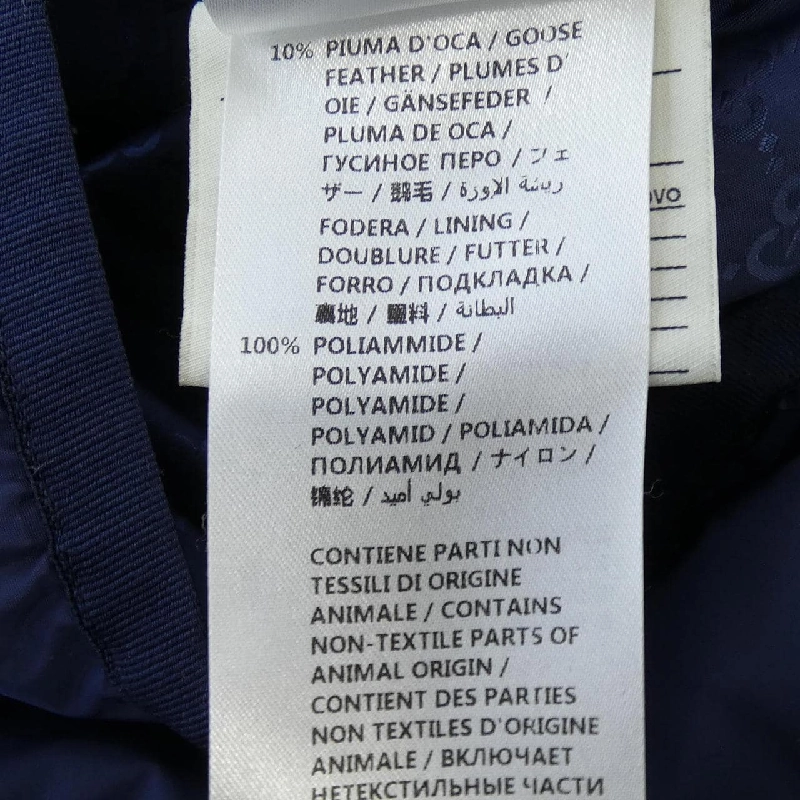 10% PIUMA D'OCA / GOOSE
FEATHER / PLUMES D'
OIE / GÄNSEFEDER /
PLUMA DE OCA /
ГУСИНОЕ ПЕРО / フェ
ザー / 鹅毛 / ريشة الاوزة
FODERA / LINING /
DOUBLURE / FUTTER /
FORRO / ПОДКЛАДКА /
裏地 / 里料 / البطانة
100% POLIAMMIDE /
POLYAMIDE /
POLYAMIDE /
POLYAMID / POLIAMIDA /
ПОЛИАМИД / ナイロン /
锦纶 / بولي أميد
CONTIENE PARTI NON
TESSILI DI ORIGINE
ANIMALE / CONTAINS
NON-TEXTILE PARTS OF
ANIMAL ORIGIN /
CONTIENT DES PARTIES
NON TEXTILES D'ORIGINE
ANIMALE / ВКЛЮЧАЕТ
НЕТЕКСТИЛЬНЫЕ ЧАСТИ